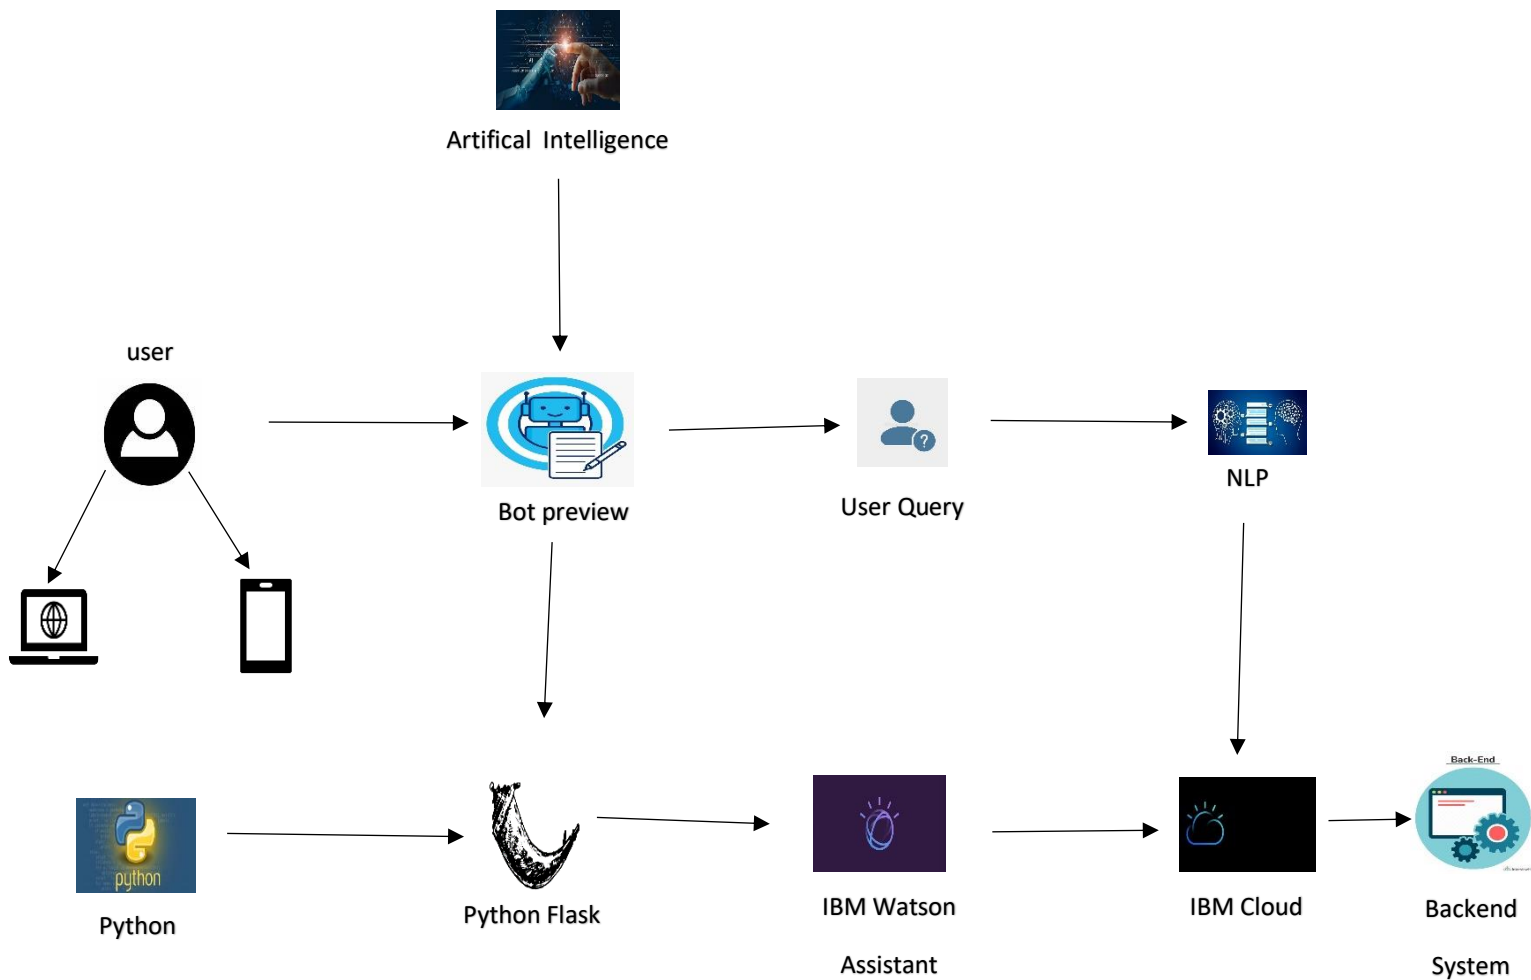 Artifical Intelligence
user
Bot preview
User Query
NLP
Back-End
python
Python
Python Flask
IBM Watson
Assistant
IBM Cloud
Backend
System